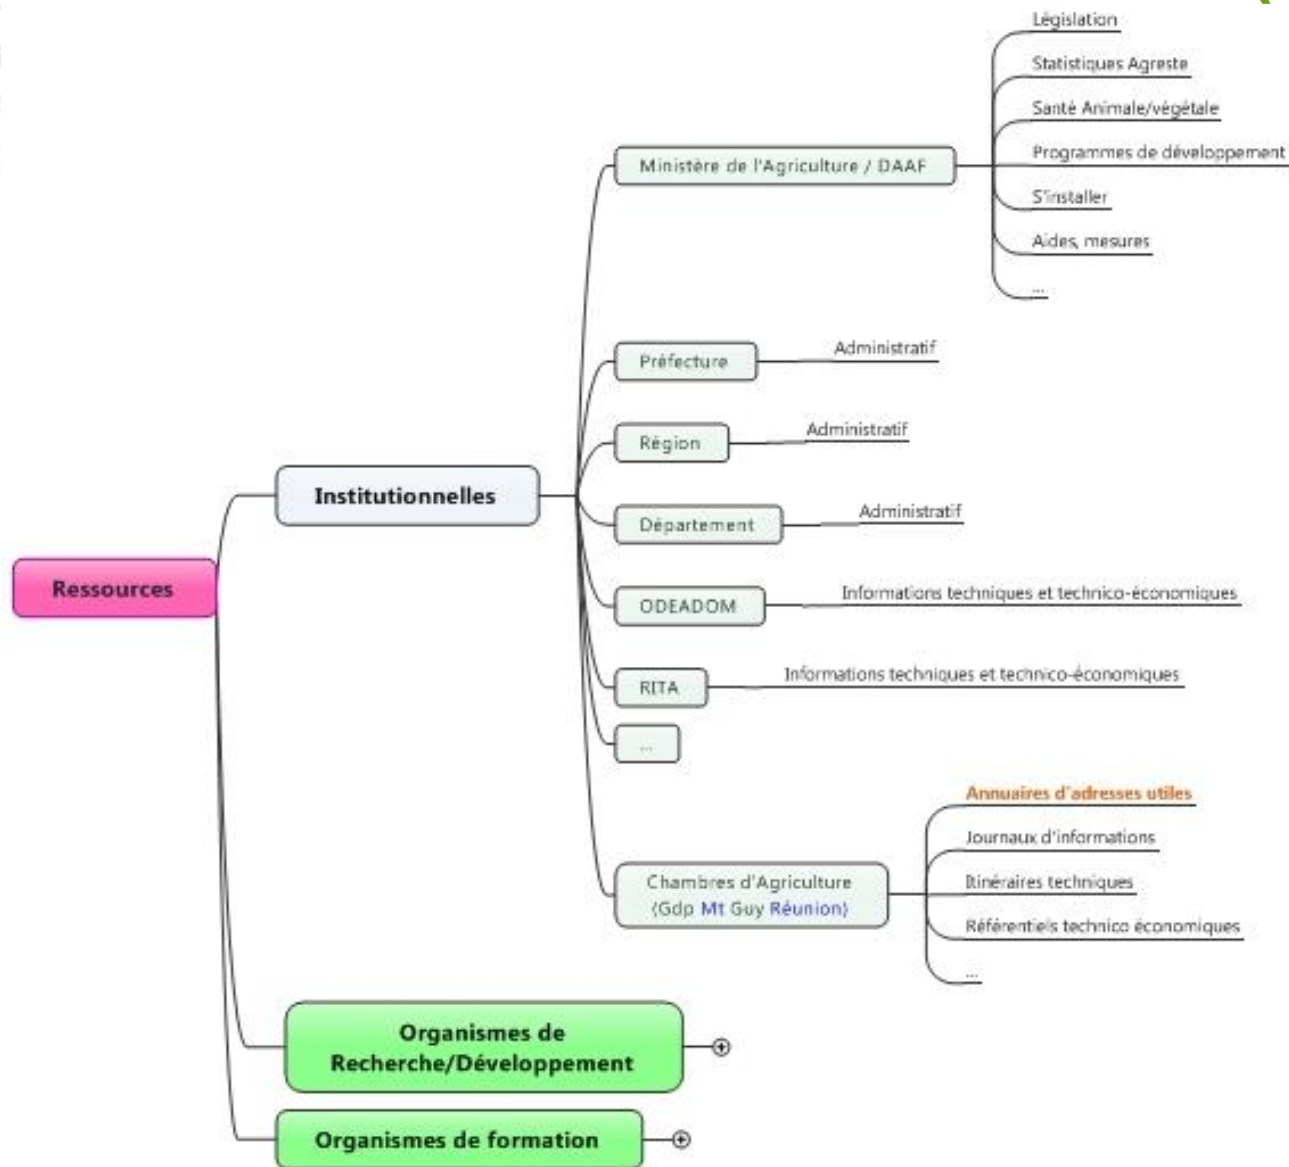 Ressources
Institutionnelles
Ministère de l'Agriculture / DAAF
Législation
Statistiques Agreste
Santé Animale/végétale
Programmes de développement
S'installer
Aides, mesures
...
Préfecture
Administratif
Région
Administratif
Département
Administratif
ODEADOM
Informations techniques et technico-économiques
RITA
Informations techniques et technico-économiques
...
Chambres d'Agriculture
(Gdp Mt Guy Réunion)
Annuaires d'adresses utiles
Journaux d'informations
Itinéraires techniques
Référentiels technico économiques
...
Organismes de
Recherche/Développement
Organismes de formation